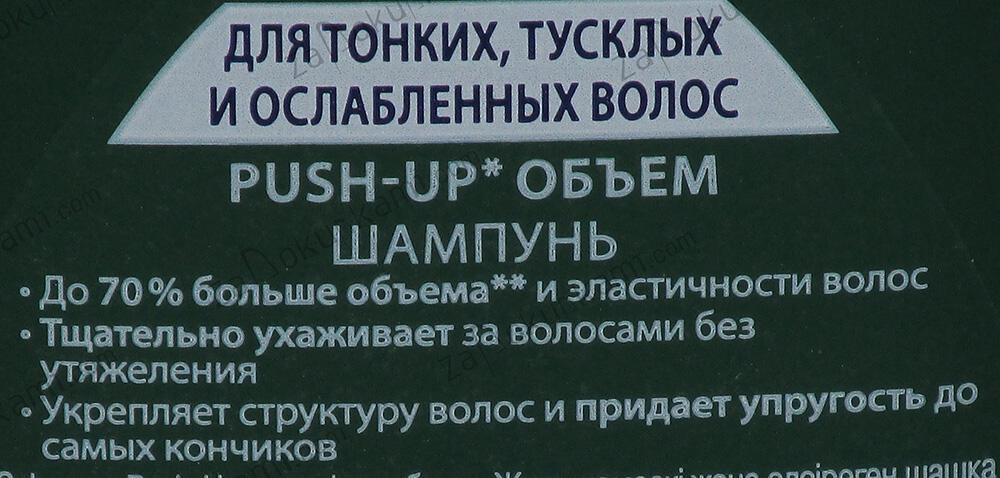 ДЛЯ ТОНКИХ, ТУСКЛЫХ
И ОСЛАБЛЕННЫХ ВОЛОС
PUSH-UP* ОБЪЕМ
ШАМПУНЬ
• До 70 % больше объема** и эластичности волос
• Тщательно ухаживает за волосами без
утяжеления
• Укрепляет структуру волос и придает упругость до
самых кончиков